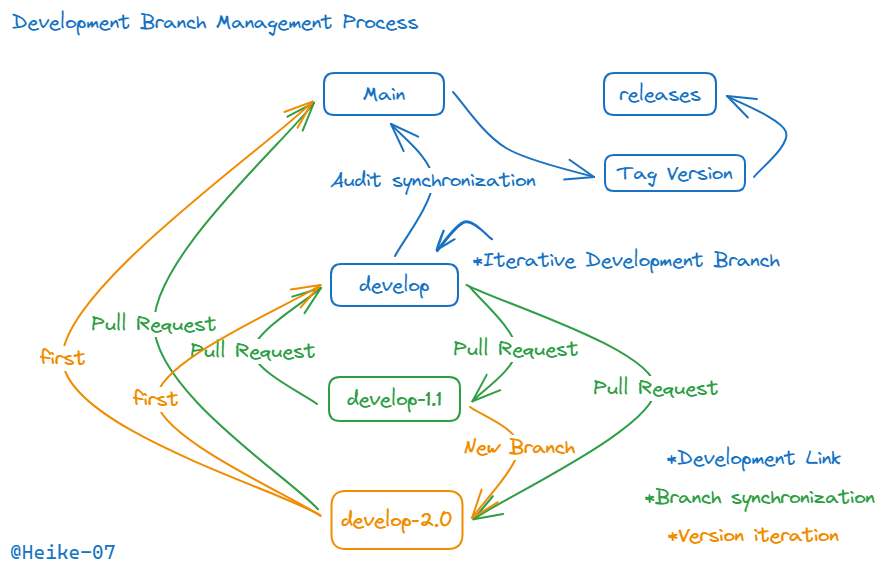 Development Branch Management Process
Main
releases
Audit synchronization
Tag Version
*Iterative Development Branch
develop
Pull Request
Pull Request
Pull Request
first
Pull Request
first
develop-1.1
New Branch
*Development Link
*Branch synchronization
develop-2.0
*Version iteration
@Heike-07